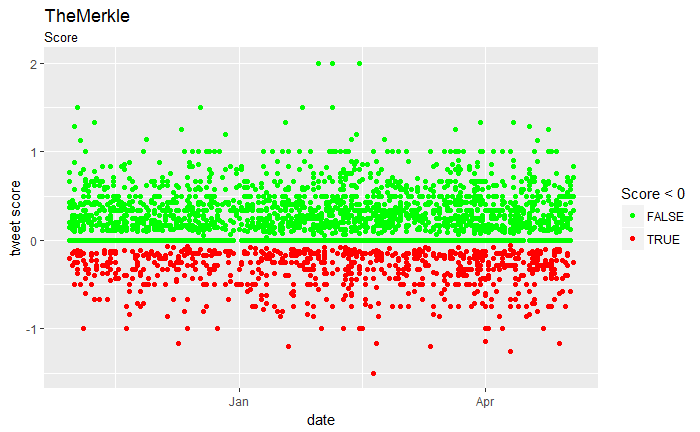 TheMerkle
Score
2
1
0
-1
tweet score
Jan
Apr
date
Score < 0
FALSE
TRUE